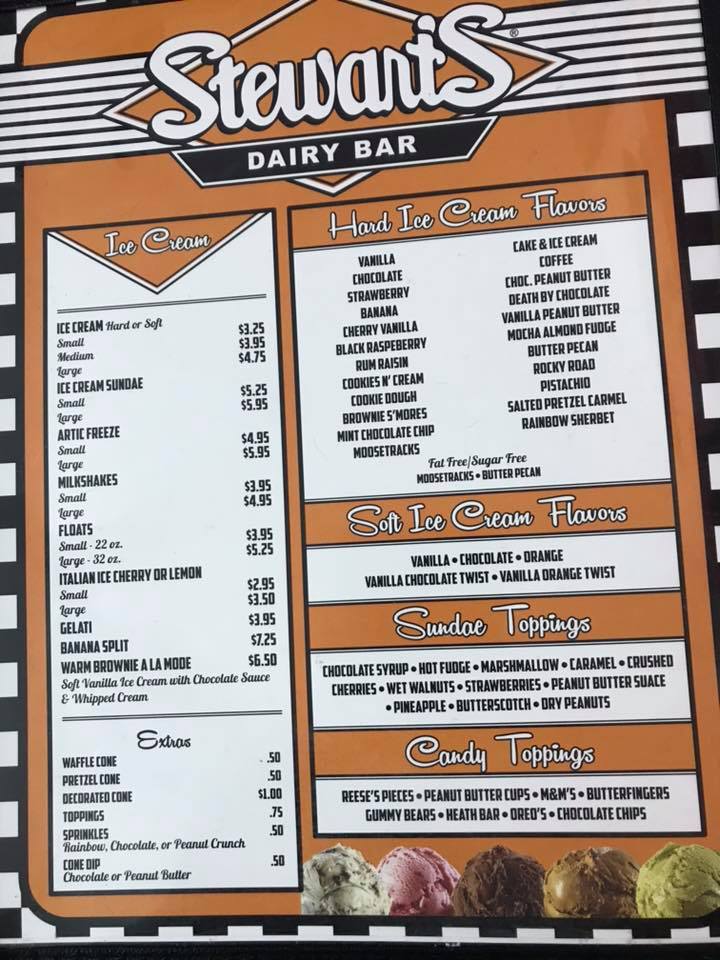 Stewart's®
DAIRY BAR
Ice Cream
ICE CREAM Hard or Soft
Small $3.25
Medium $3.95
Large $4.75
ICE CREAM SUNDAE
Small $5.25
Large $5.95
ARTIC FREEZE
Small $4.95
Large $5.95
MILKSHAKES
Small $3.95
Large $4.95
FLOATS
Small - 22 oz. $3.95
Large - 32 oz. $5.25
ITALIAN ICE CHERRY OR LEMON
Small $2.95
Large $3.50
GELATI $3.95
BANANA SPLIT $7.25
WARM BROWNIE A LA MODE $6.50
Soft Vanilla Ice Cream with Chocolate Sauce
& Whipped Cream
Extras
WAFFLE CONE .50
PRETZEL CONE .50
DECORATED CONE $1.00
TOPPINGS .75
SPRINKLES .50
Rainbow, Chocolate, or Peanut Crunch
CONE DIP .50
Chocolate or Peanut Butter
Hard Ice Cream Flavors
VANILLA
CHOCOLATE
STRAWBERRY
BANANA
CHERRY VANILLA
BLACK RASPEBERRY
RUM RAISIN
COOKIES N' CREAM
COOKIE DOUGH
BROWNIE S'MORES
MINT CHOCOLATE CHIP
MOOSETRACKS
CAKE & ICE CREAM
COFFEE
CHOC. PEANUT BUTTER
DEATH BY CHOCOLATE
VANILLA PEANUT BUTTER
MOCHA ALMOND FUDGE
BUTTER PECAN
ROCKY ROAD
PISTACHIO
SALTED PRETZEL CARMEL
RAINBOW SHERBET
Fat Free/Sugar Free
MOOSETRACKS • BUTTER PECAN
Soft Ice Cream Flavors
VANILLA • CHOCOLATE • ORANGE
VANILLA CHOCOLATE TWIST • VANILLA ORANGE TWIST
Sundae Toppings
CHOCOLATE SYRUP • HOT FUDGE • MARSHMALLOW • CARAMEL • CRUSHED
CHERRIES • WET WALNUTS • STRAWBERRIES • PEANUT BUTTER SUACE
• PINEAPPLE • BUTTERSCOTCH • DRY PEANUTS
Candy Toppings
REESE'S PIECES • PEANUT BUTTER CUPS • M&M'S • BUTTERFINGERS
GUMMY BEARS • HEATH BAR • OREO'S • CHOCOLATE CHIPS